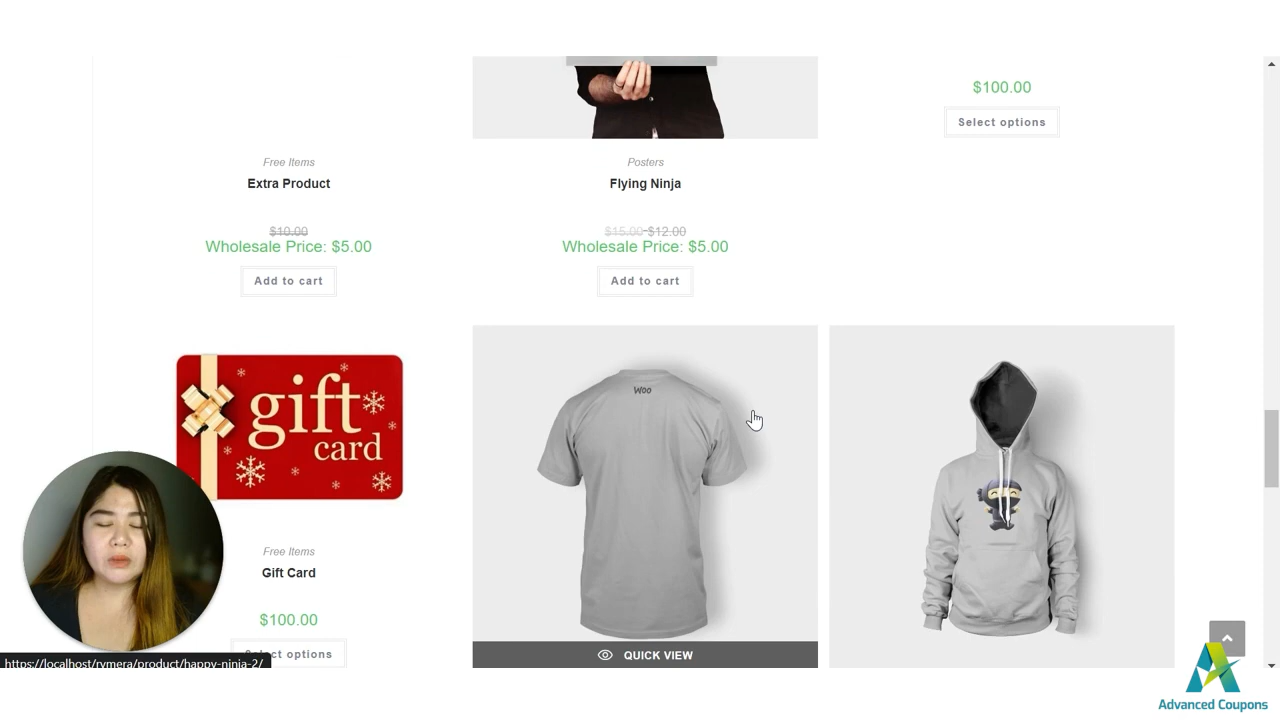 $100.00
Select options
Free Items
Extra Product
$10.00
Wholesale Price: $5.00
Add to cart
Posters
Flying Ninja
$15.00-$12.00
Wholesale Price: $5.00
Add to cart
gift
card
Free Items
Gift Card
$100.00
Select options
Woo
QUICK VIEW
https://localhost/rymera/product/happy-ninja-2/
Advanced Coupons